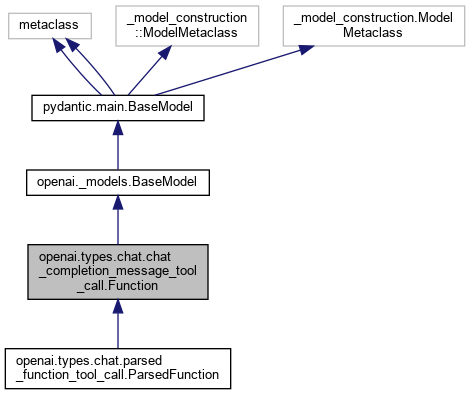 metaclass
_model_construction
::ModelMetaclass
_model_construction.Model
Metaclass
pydantic.main.BaseModel
openai._models.BaseModel
openai.types.chat.chat
_completion_message_tool
_call.Function
openai.types.chat.parsed
_function_tool_call.ParsedFunction